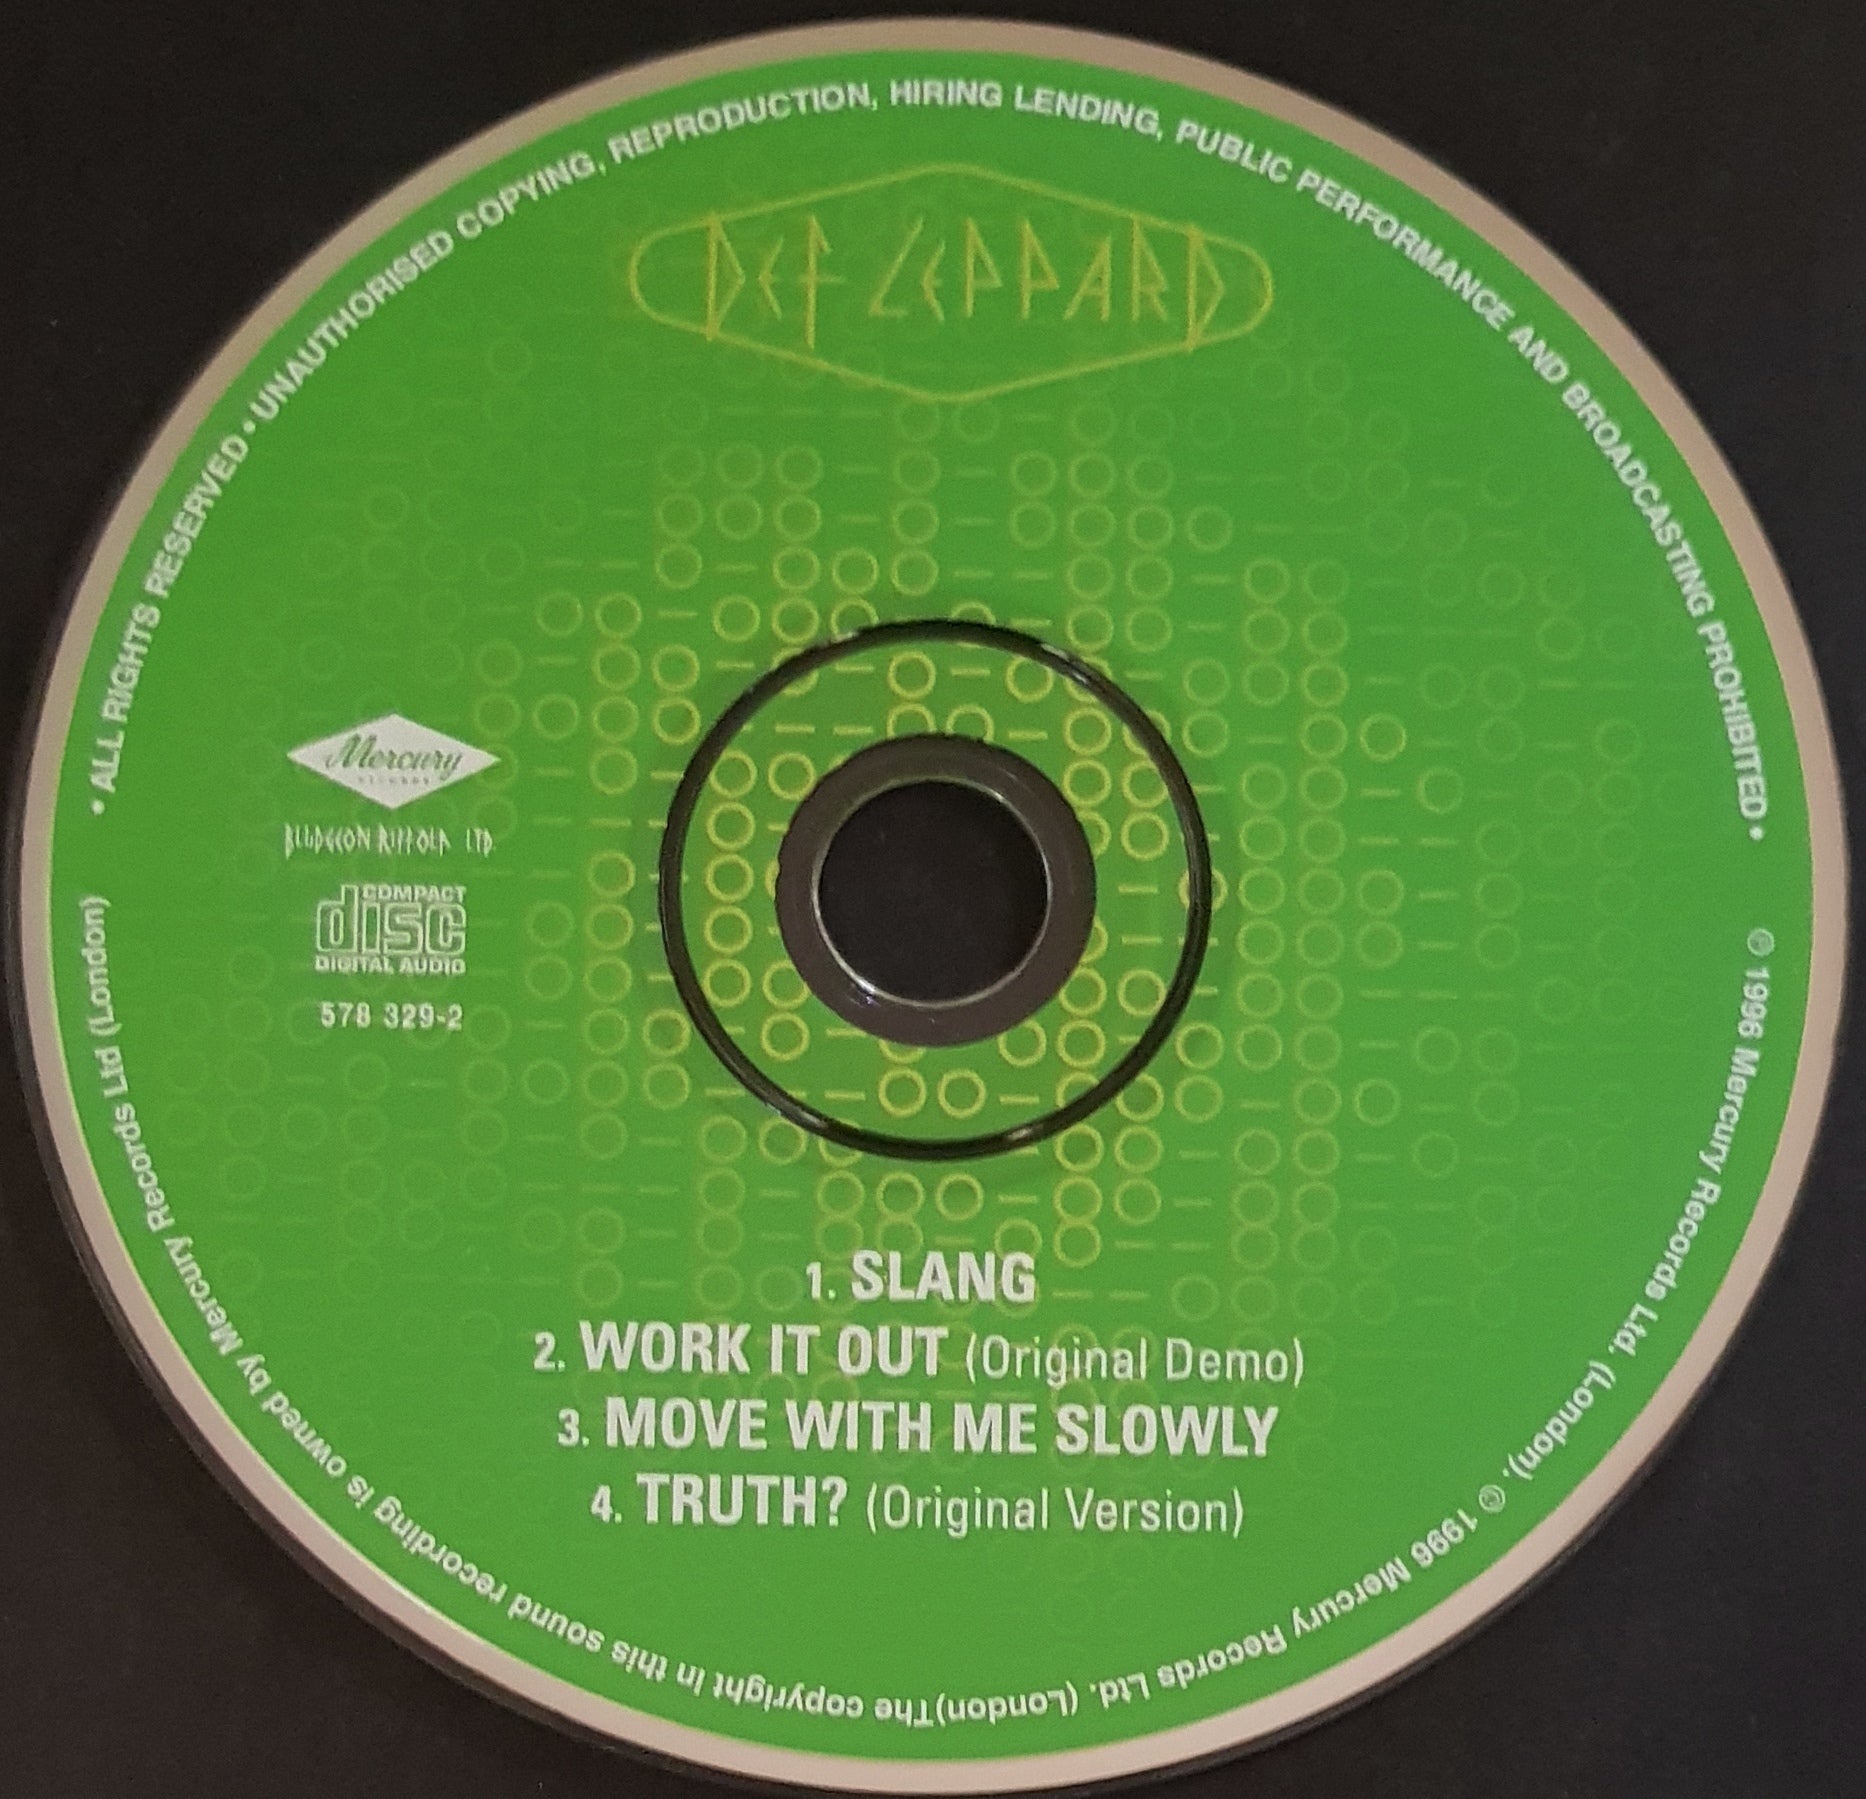 • ALL RIGHTS RESERVED • UNAUTHORISED COPYING, REPRODUCTION, HIRING LENDING, PUBLIC PERFORMANCE AND BROADCASTING PROHIBITED •
DEF LEPPARD
Mercury
RECORDS
BLUDGEON RIFFOLA LTD
COMPACT
disc
DIGITAL AUDIO
578 329-2
1. SLANG
2. WORK IT OUT (Original Demo)
3. MOVE WITH ME SLOWLY
4. TRUTH? (Original Version)
℗ 1996 Mercury Records Ltd. (London). © 1996 Mercury Records Ltd. (London)The copyright in this sound recording is owned by Mercury Records Ltd (London)